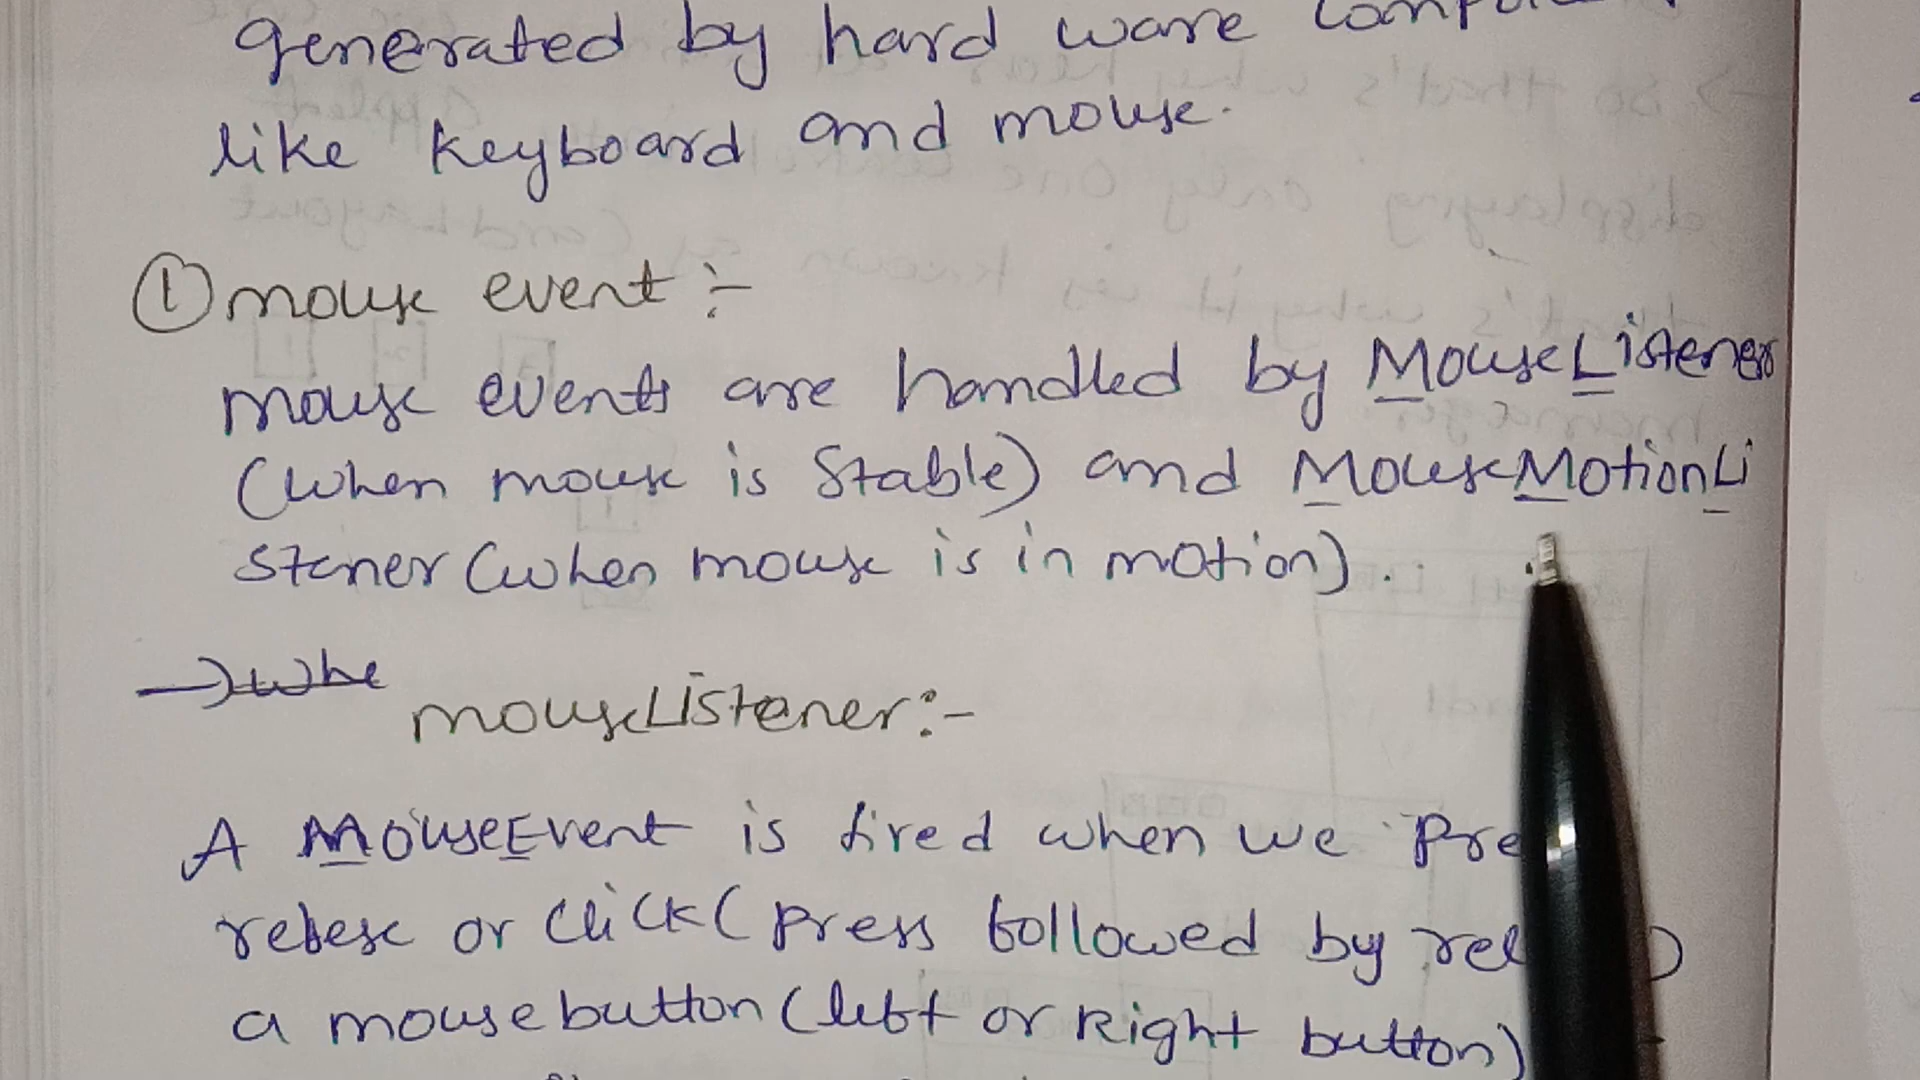 generated by hard ware
like keyboard and mouse.
① mouse event :-
mouse events are handled by MouseListener
(when mouse is stable) and MouseMotionLi
stener (when mouse is in motion).
→ whe
mouseListener:-
A MouseEvent is fired when we Pre
relese or click ( press followed by rel )
a mouse button (left or Right button)